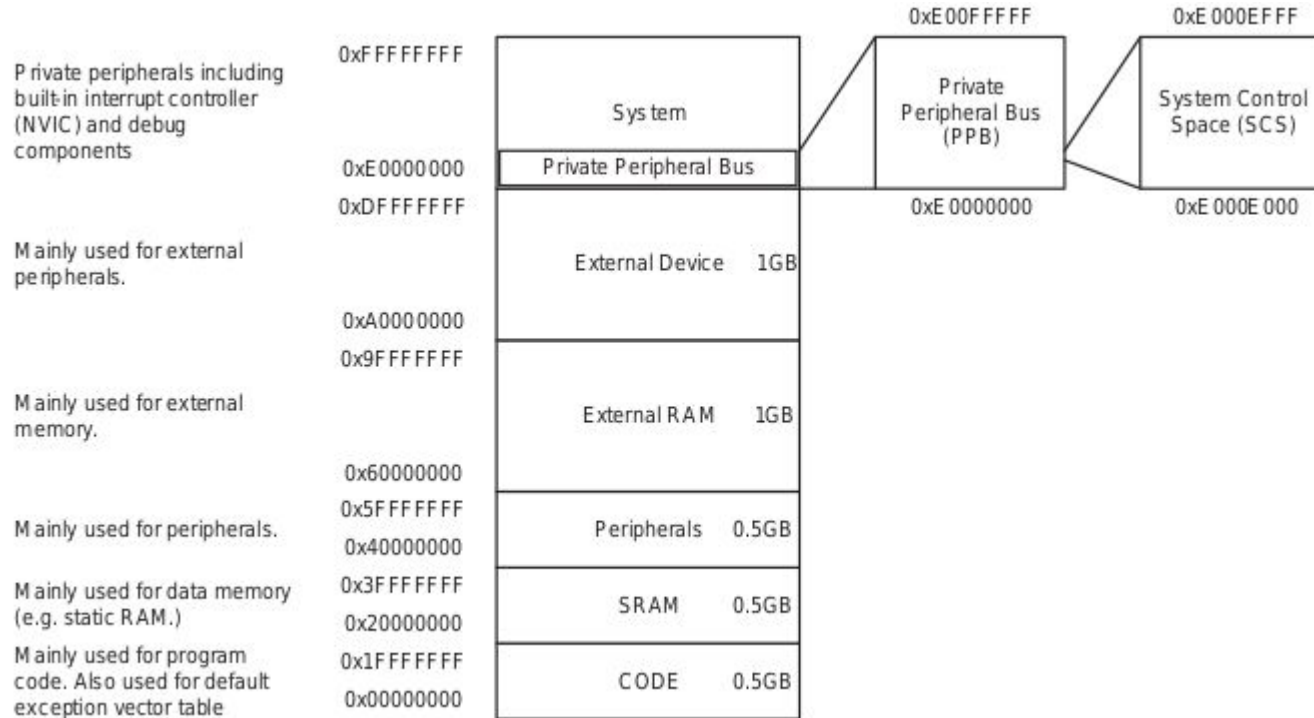 0xE00FFFFF
0xE000EFFF
0xFFFFFFFF
Private peripherals including
built-in interrupt controller
(NVIC) and debug
components
System
Private
Peripheral Bus
(PPB)
System Control
Space (SCS)
0xE0000000
Private Peripheral Bus
0xDFFFFFFF
0xE0000000
0xE000E000
Mainly used for external
peripherals.
External Device 1GB
0xA0000000
0x9FFFFFFF
Mainly used for external
memory.
External RAM 1GB
0x60000000
0x5FFFFFFF
Mainly used for peripherals.
Peripherals 0.5GB
0x40000000
0x3FFFFFFF
Mainly used for data memory
(e.g. static RAM.)
SRAM 0.5GB
0x20000000
Mainly used for program
code. Also used for default
exception vector table
0x1FFFFFFF
CODE 0.5GB
0x00000000